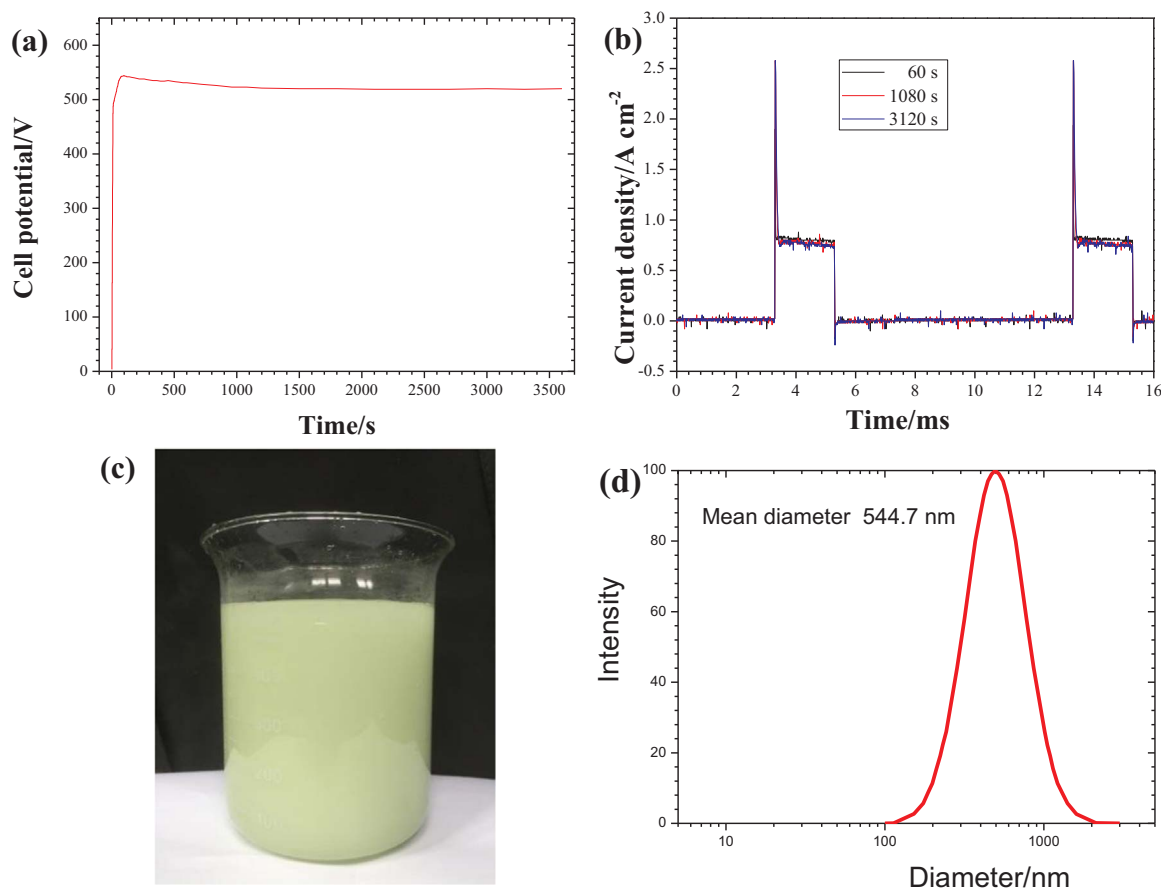 (a)
600
500
400
300
200
100
0
Cell potential/V
0 500 1000 1500 2000 2500 3000 3500
Time/s
(b)
3.0
2.5
2.0
1.5
1.0
0.5
0.0
-0.5
Current density/A cm-2
60 s
1080 s
3120 s
0 2 4 6 8 10 12 14 16
Time/ms
(c)
(d)
Mean diameter 544.7 nm
100
80
60
40
20
0
Intensity
10 100 1000
Diameter/nm